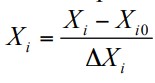 X_i = \frac{X_i - X_{i0}}{\Delta X_i}